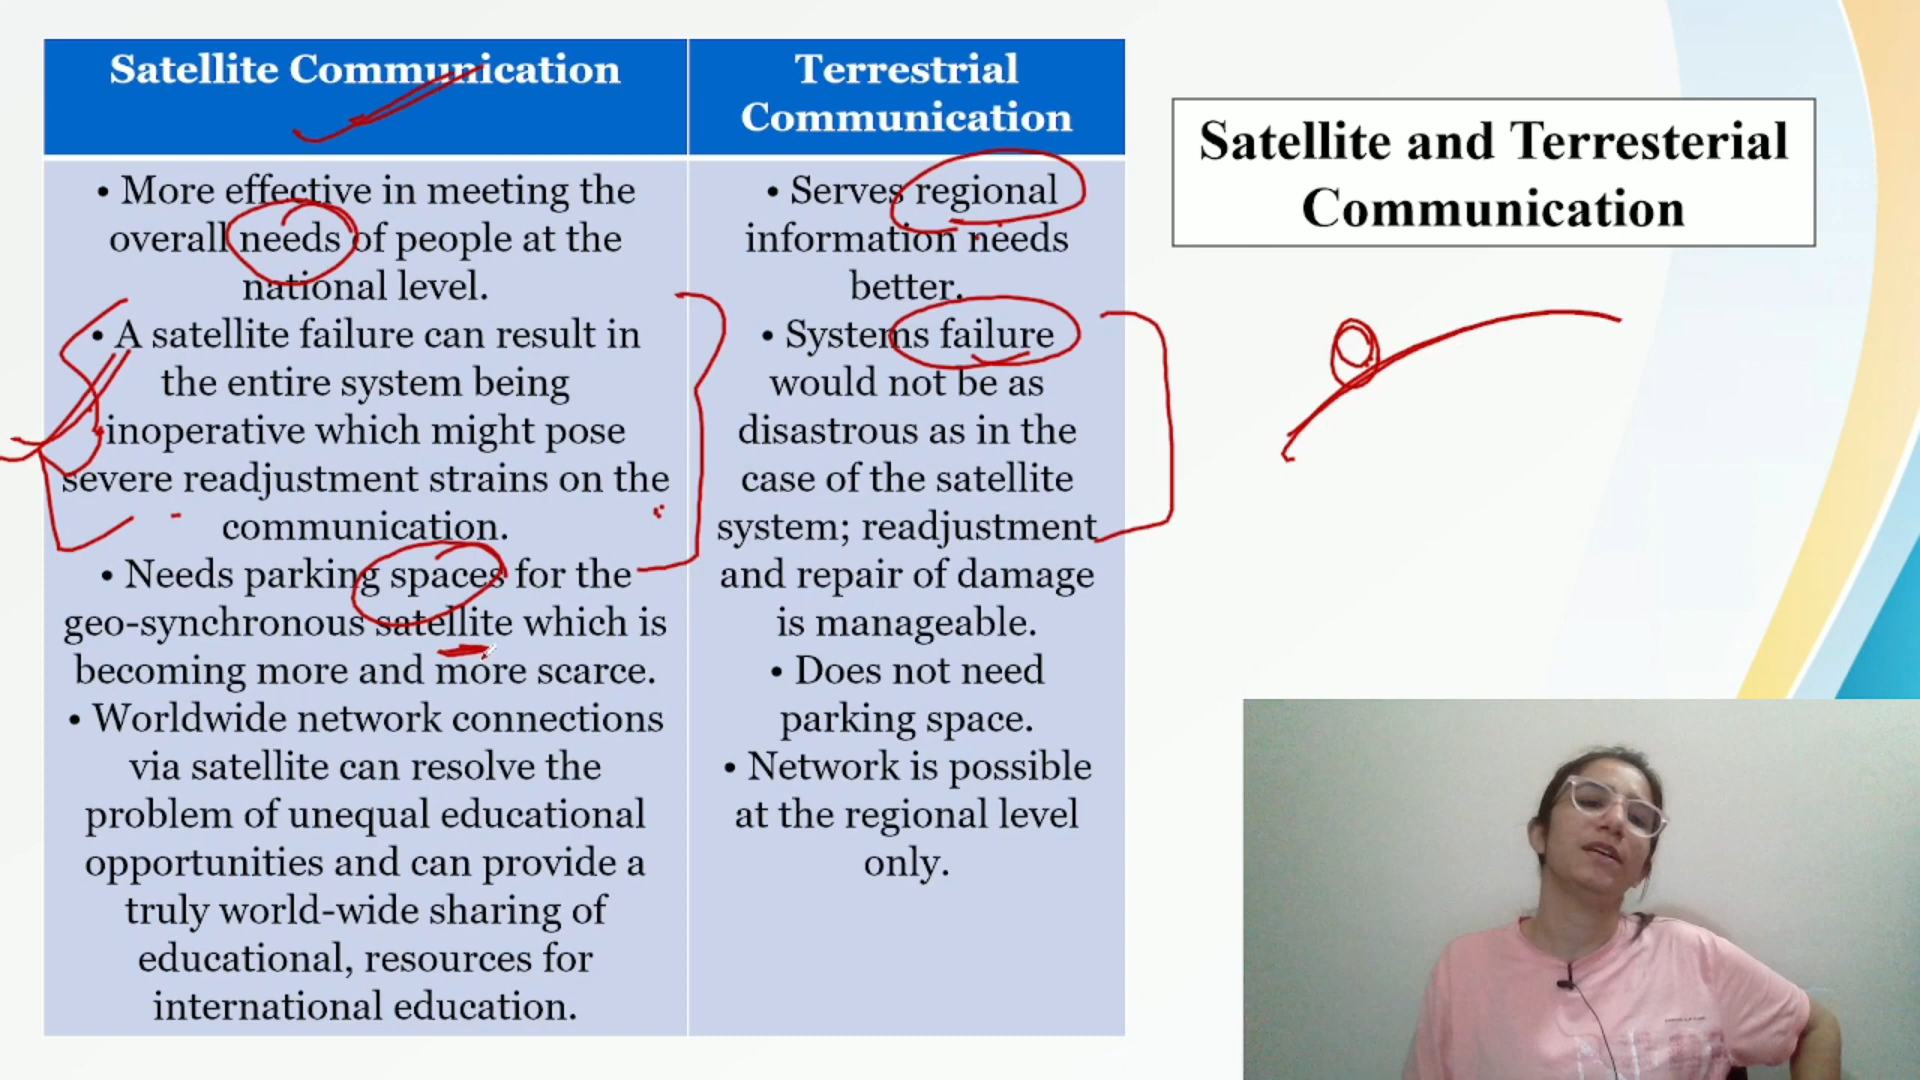 Satellite Communication
Terrestrial
Communication
• More effective in meeting the
overall needs of people at the
national level.
• A satellite failure can result in
the entire system being
inoperative which might pose
severe readjustment strains on the
communication.
• Needs parking spaces for the
geo-synchronous satellite which is
becoming more and more scarce.
• Worldwide network connections
via satellite can resolve the
problem of unequal educational
opportunities and can provide a
truly world-wide sharing of
educational, resources for
international education.
• Serves regional
information needs
better.
• Systems failure
would not be as
disastrous as in the
case of the satellite
system; readjustment
and repair of damage
is manageable.
• Does not need
parking space.
• Network is possible
at the regional level
only.
Satellite and Terresterial
Communication